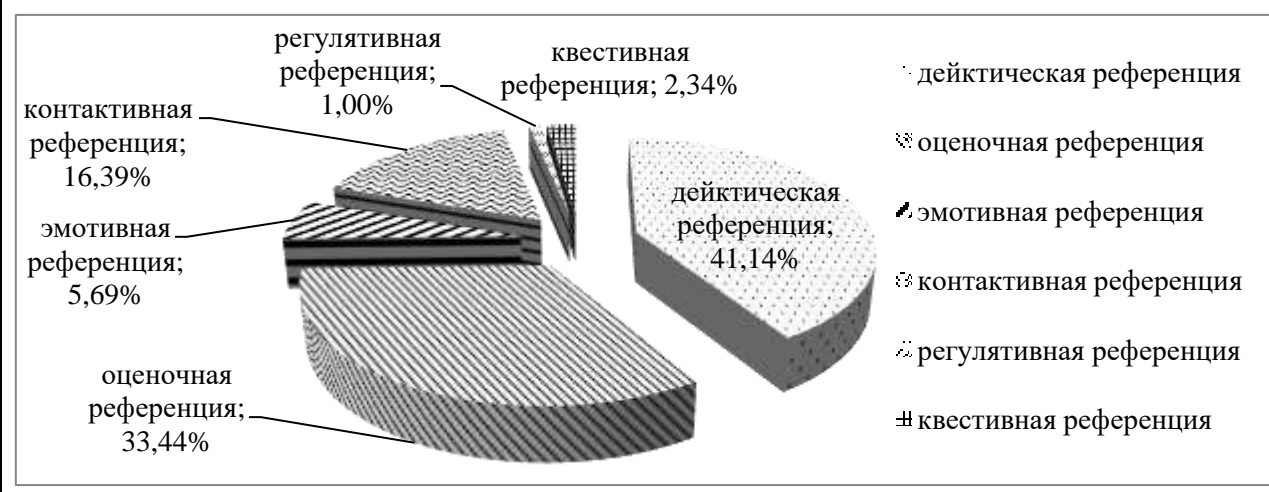 регулятивная
референция;
1,00%
квестивная
референция; 2,34%
контактивная
референция;
16,39%
эмотивная
референция;
5,69%
оценочная
референция;
33,44%
дейктическая
референция;
41,14%
дейктическая референция
оценочная референция
эмотивная референция
контактивная референция
регулятивная референция
квестивная референция